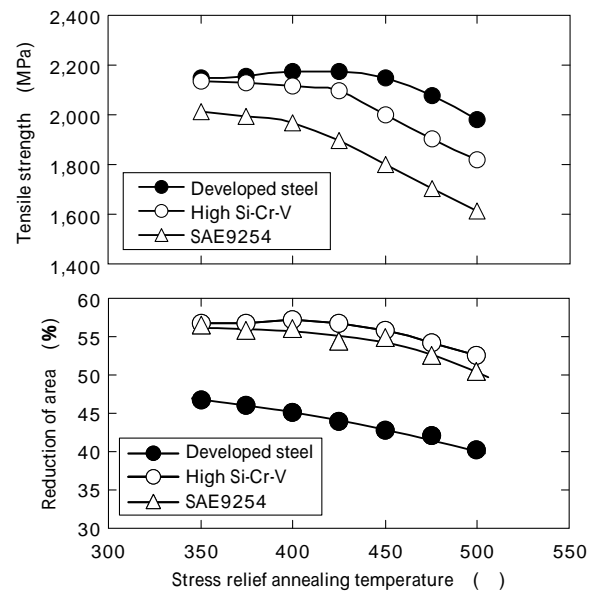 2,400
2,200
2,000
1,800
1,600
1,400
Tensile strength (MPa)
Developed steel
High Si-Cr-V
SAE9254
60
55
50
45
40
35
30
Reduction of area (%)
Developed steel
High Si-Cr-V
SAE9254
300 350 400 450 500 550
Stress relief annealing temperature ( )